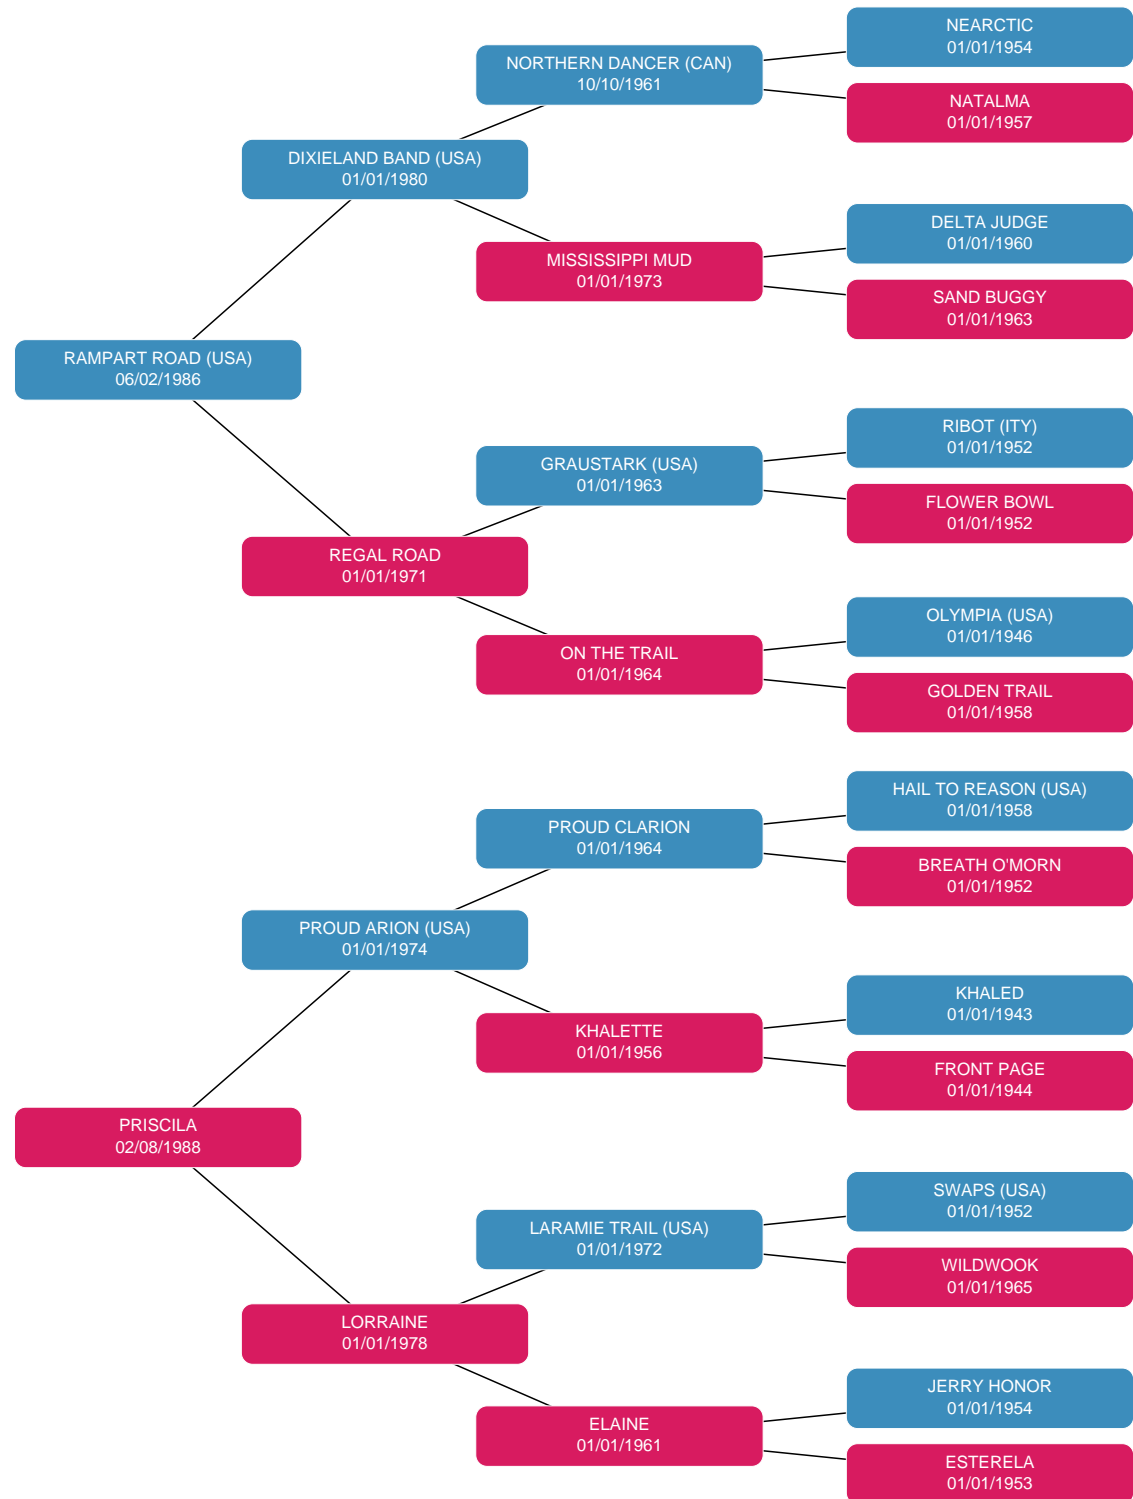 NEARCTIC
01/01/1954
NORTHERN DANCER (CAN)
10/10/1961
NATALMA
01/01/1957
DIXIELAND BAND (USA)
01/01/1980
DELTA JUDGE
01/01/1960
MISSISSIPPI MUD
01/01/1973
SAND BUGGY
01/01/1963
RAMPART ROAD (USA)
06/02/1986
RIBOT (ITY)
01/01/1952
GRAUSTARK (USA)
01/01/1963
FLOWER BOWL
01/01/1952
REGAL ROAD
01/01/1971
OLYMPIA (USA)
01/01/1946
ON THE TRAIL
01/01/1964
GOLDEN TRAIL
01/01/1958
HAIL TO REASON (USA)
01/01/1958
PROUD CLARION
01/01/1964
BREATH O'MORN
01/01/1952
PROUD ARION (USA)
01/01/1974
KHALED
01/01/1943
KHALETTE
01/01/1956
FRONT PAGE
01/01/1944
PRISCILA
02/08/1988
SWAPS (USA)
01/01/1952
LARAMIE TRAIL (USA)
01/01/1972
WILDWOOK
01/01/1965
LORRAINE
01/01/1978
JERRY HONOR
01/01/1954
ELAINE
01/01/1961
ESTERELA
01/01/1953